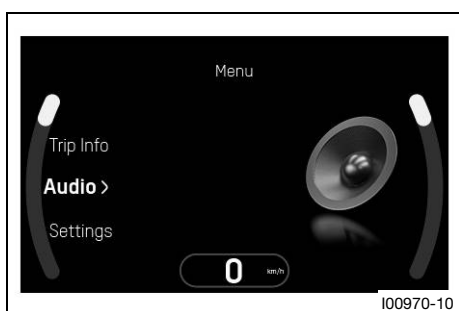 Menu
Trip Info
Audio >
Settings
0 km/h
I00970-10